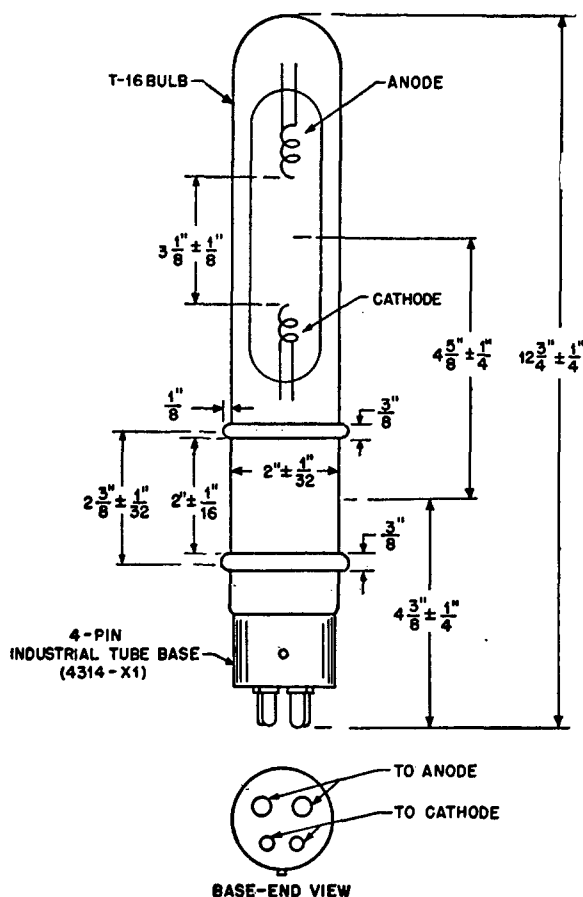 T-16 BULB
ANODE
3 1/8" ± 1/8"
CATHODE
4 5/8" ± 1/4"
12 3/4" ± 1/4"
1/8"
3/8"
2" ± 1/32"
2 3/8" ± 1/32"
2" ± 1/16"
3/8"
4 3/8" ± 1/4"
4-PIN
INDUSTRIAL TUBE BASE
(4314-X1)
TO ANODE
TO CATHODE
BASE-END VIEW